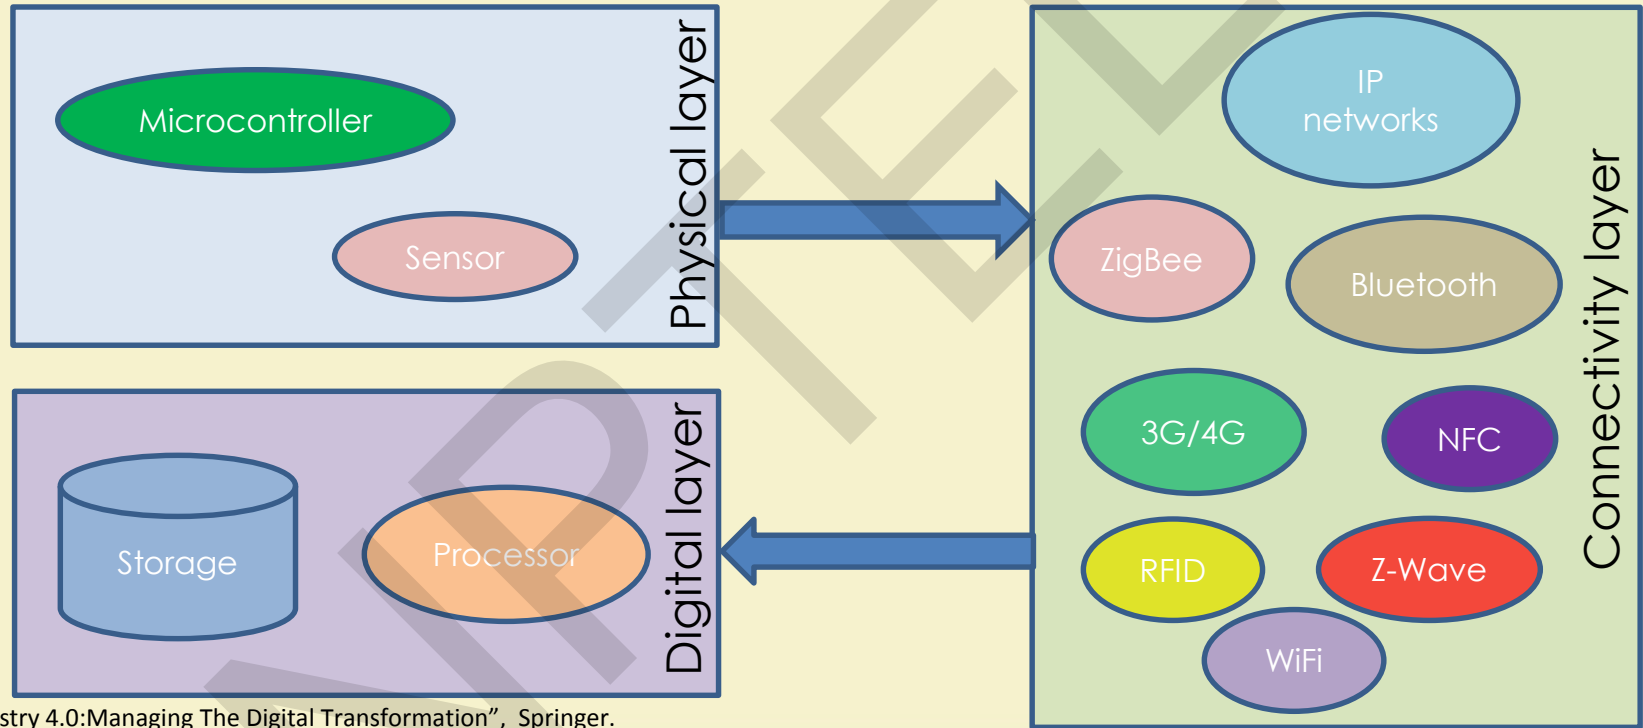 Microcontroller
Sensor
Physical layer
IP
networks
ZigBee
Bluetooth
3G/4G
NFC
RFID
Z-Wave
WiFi
Connectivity layer
Storage
Processor
Digital layer
stry 4.0:Managing The Digital Transformation”, Springer.
NPTEL